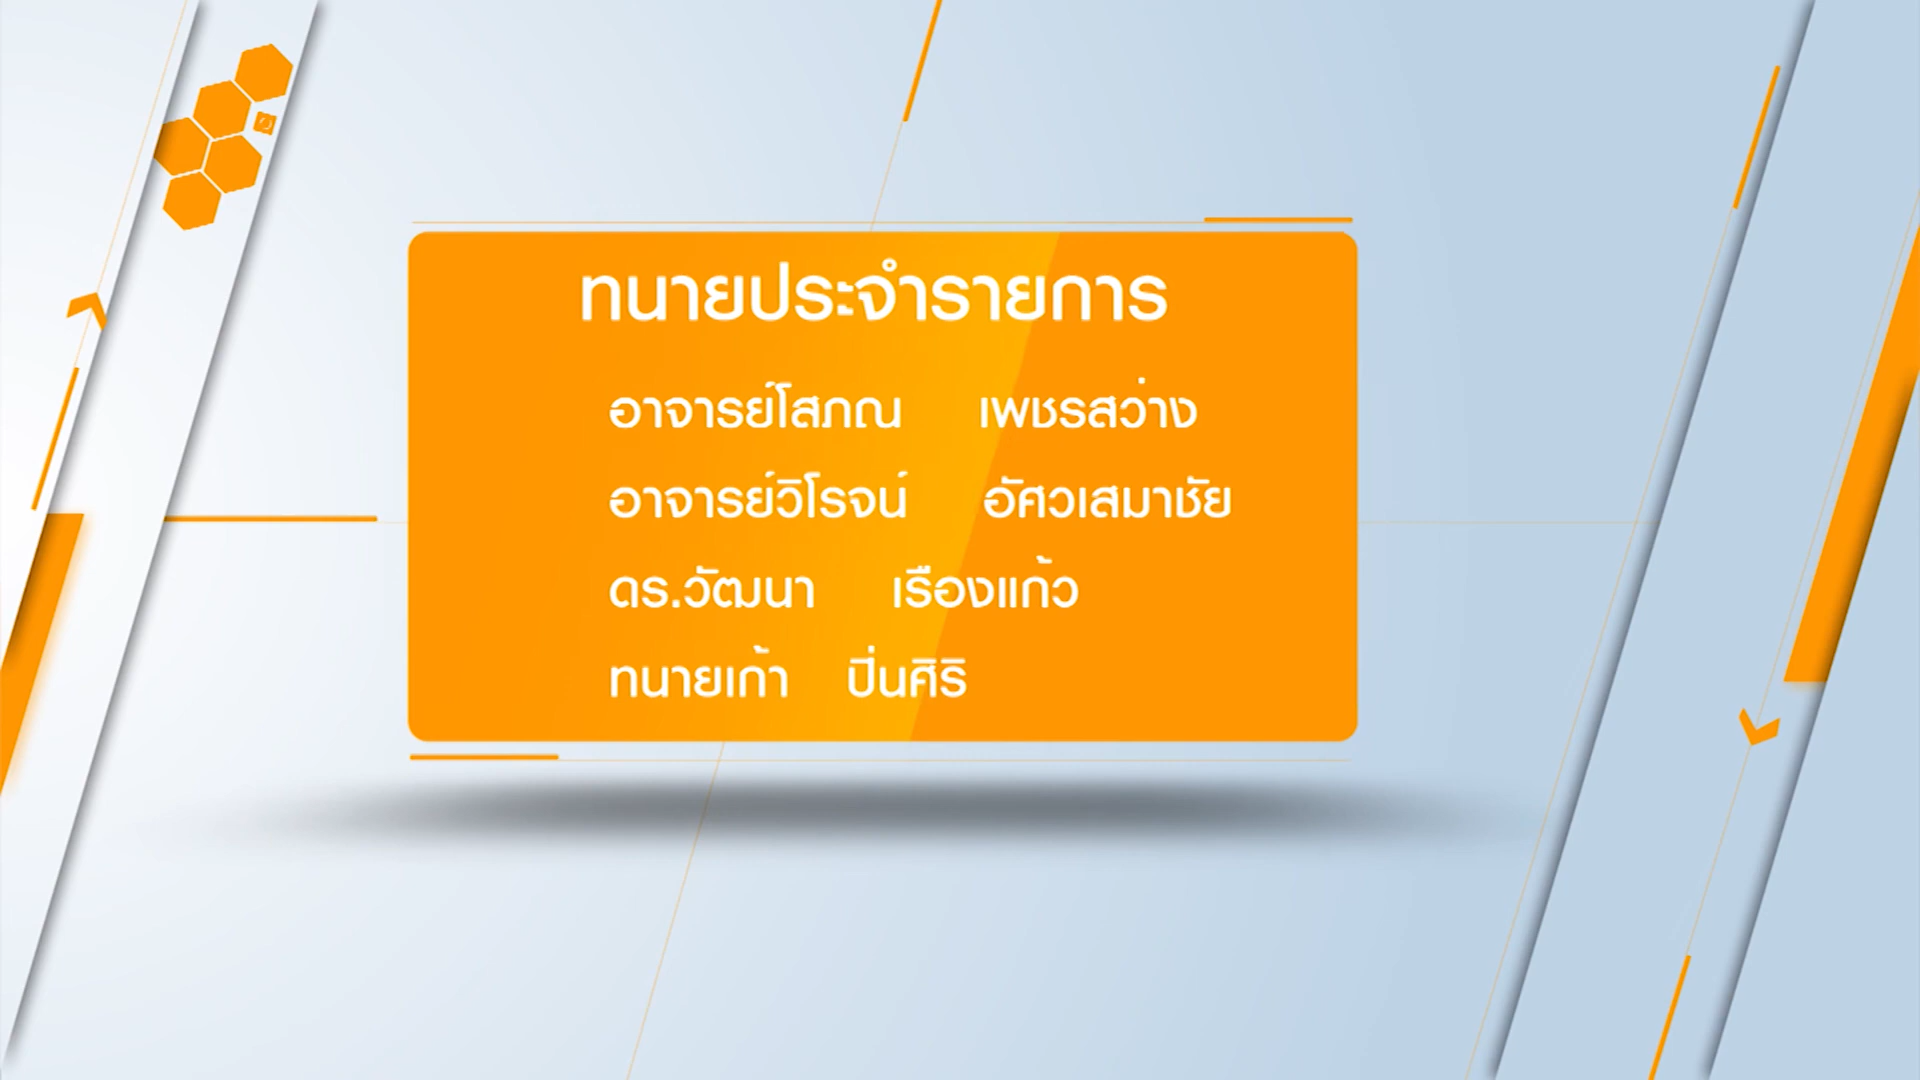 ทนายประจำรายการ
อาจารย์โสภณ เพชรสว่าง
อาจารย์วิโรจน์ อัศวเสมาชัย
ดร.วัฒนา เรืองแก้ว
ทนายเก้า ปิ่นศิริ